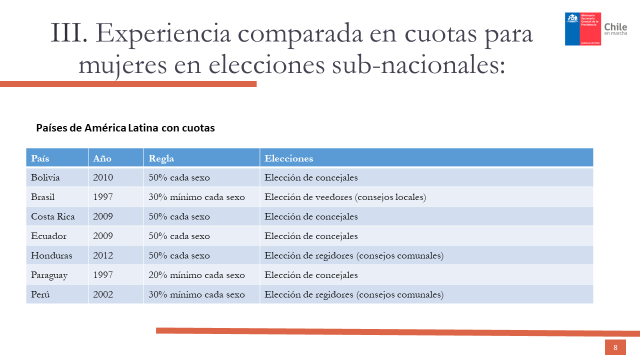 III. Experiencia comparada en cuotas para
mujeres en elecciones sub-nacionales:
Chile
en marcha
Países de América Latina con cuotas
País Año Regla Elecciones
Bolivia 2010 50% cada sexo Elección de concejales
Brasil 1997 30% mínimo cada sexo Elección de veedores (consejos locales)
Costa Rica 2009 50% cada sexo Elección de concejales
Ecuador 2009 50% cada sexo Elección de concejales
Honduras 2012 50% cada sexo Elección de regidores (consejos comunales)
Paraguay 1997 20% mínimo cada sexo Elección de concejales
Perú 2002 30% mínimo cada sexo Elección de regidores (consejos comunales)
8